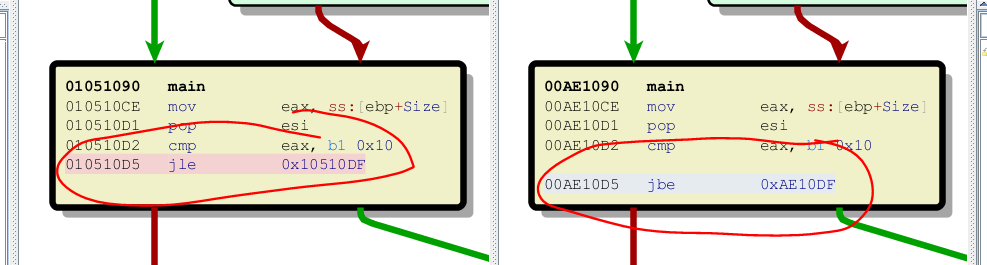 01051090 main
010510CE mov eax, ss:[ebp+Size]
010510D1 pop esi
010510D2 cmp eax, b1 0x10
010510D5 jle 0x10510DF
00AE1090 main
00AE10CE mov eax, ss:[ebp+Size]
00AE10D1 pop esi
00AE10D2 cmp eax, b1 0x10
00AE10D5 jbe 0xAE10DF